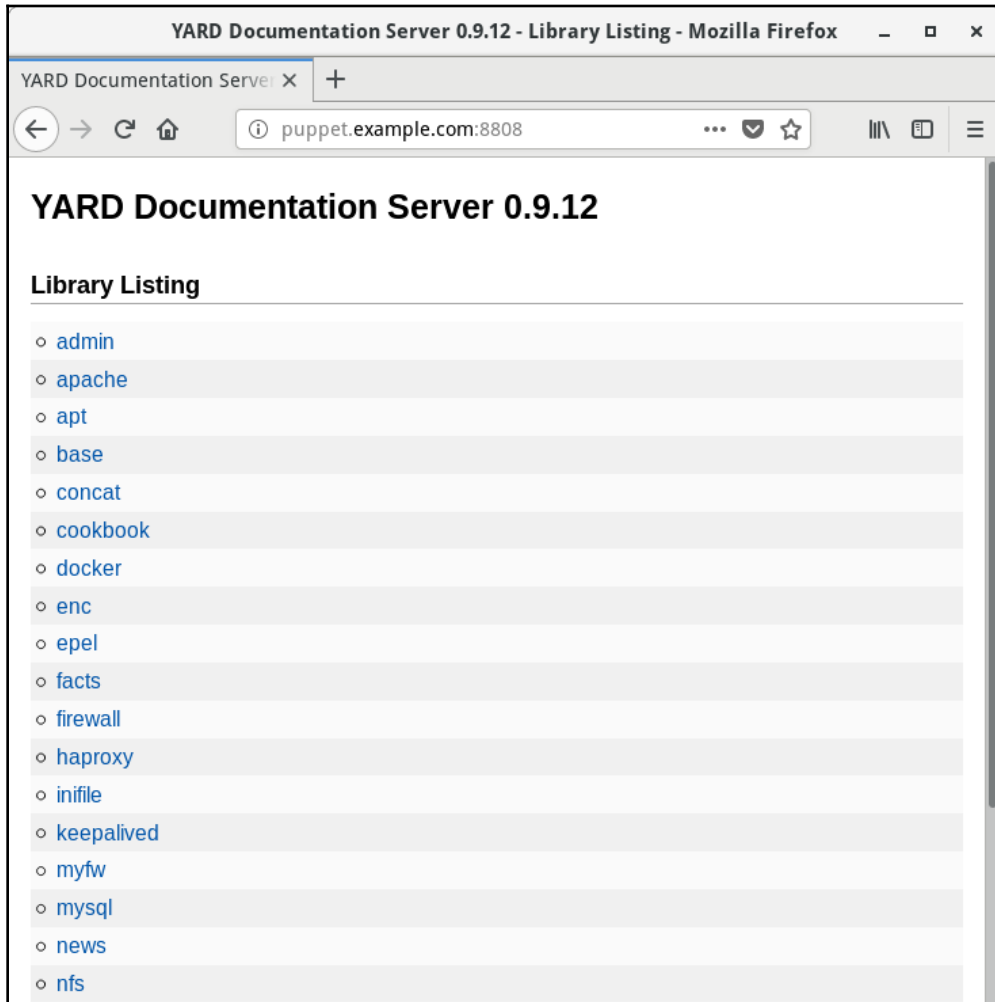 YARD Documentation Server 0.9.12 - Library Listing - Mozilla Firefox
YARD Documentation Server
puppet.example.com:8808
YARD Documentation Server 0.9.12
Library Listing
admin
apache
apt
base
concat
cookbook
docker
enc
epel
facts
firewall
haproxy
inifile
keepalived
myfw
mysql
news
nfs